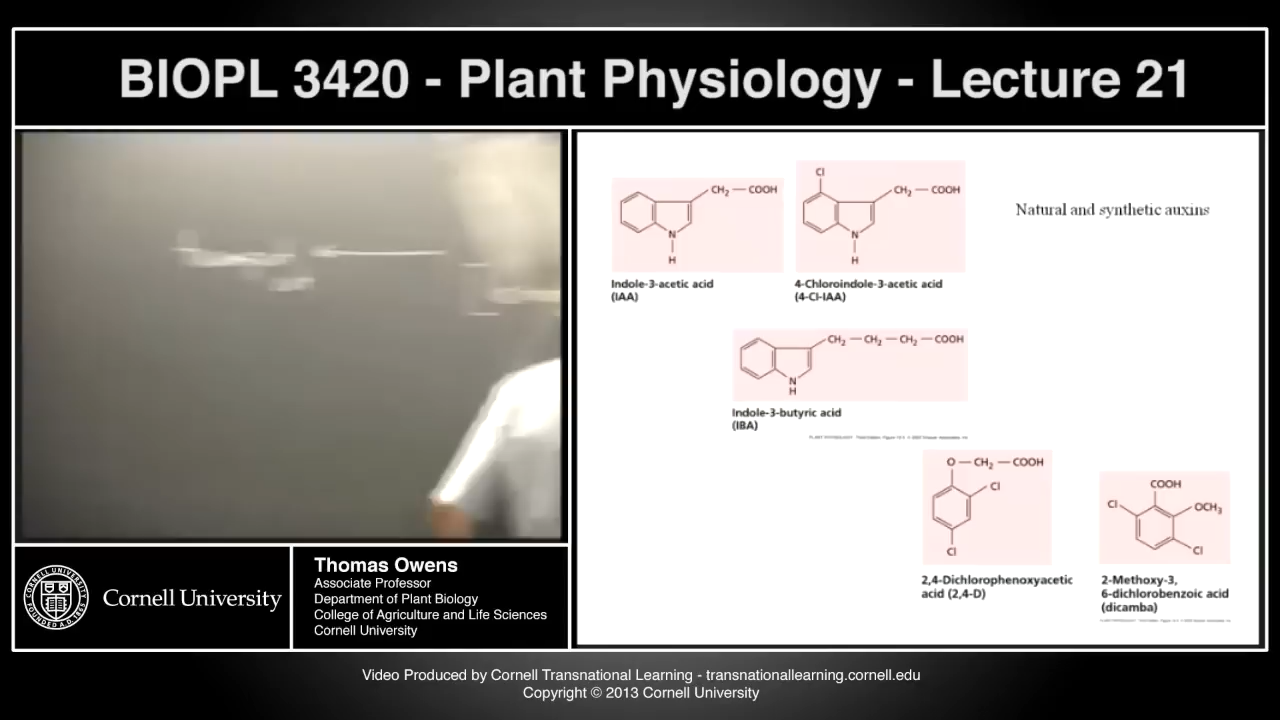 BIOPL 3420 - Plant Physiology - Lecture 21
CH₂ — COOH
N
H
Indole-3-acetic acid
(IAA)
Cl
CH₂ — COOH
N
H
4-Chloroindole-3-acetic acid
(4-Cl-IAA)
Natural and synthetic auxins
CH₂ — CH₂ — CH₂ — COOH
N
H
Indole-3-butyric acid
(IBA)
O — CH₂ — COOH
Cl
Cl
2,4-Dichlorophenoxyacetic
acid (2,4-D)
COOH
Cl
OCH₃
Cl
2-Methoxy-3,
6-dichlorobenzoic acid
(dicamba)
Cornell University
Thomas Owens
Associate Professor
Department of Plant Biology
College of Agriculture and Life Sciences
Cornell University
Video Produced by Cornell Transnational Learning - transnationallearning.cornell.edu
Copyright © 2013 Cornell University